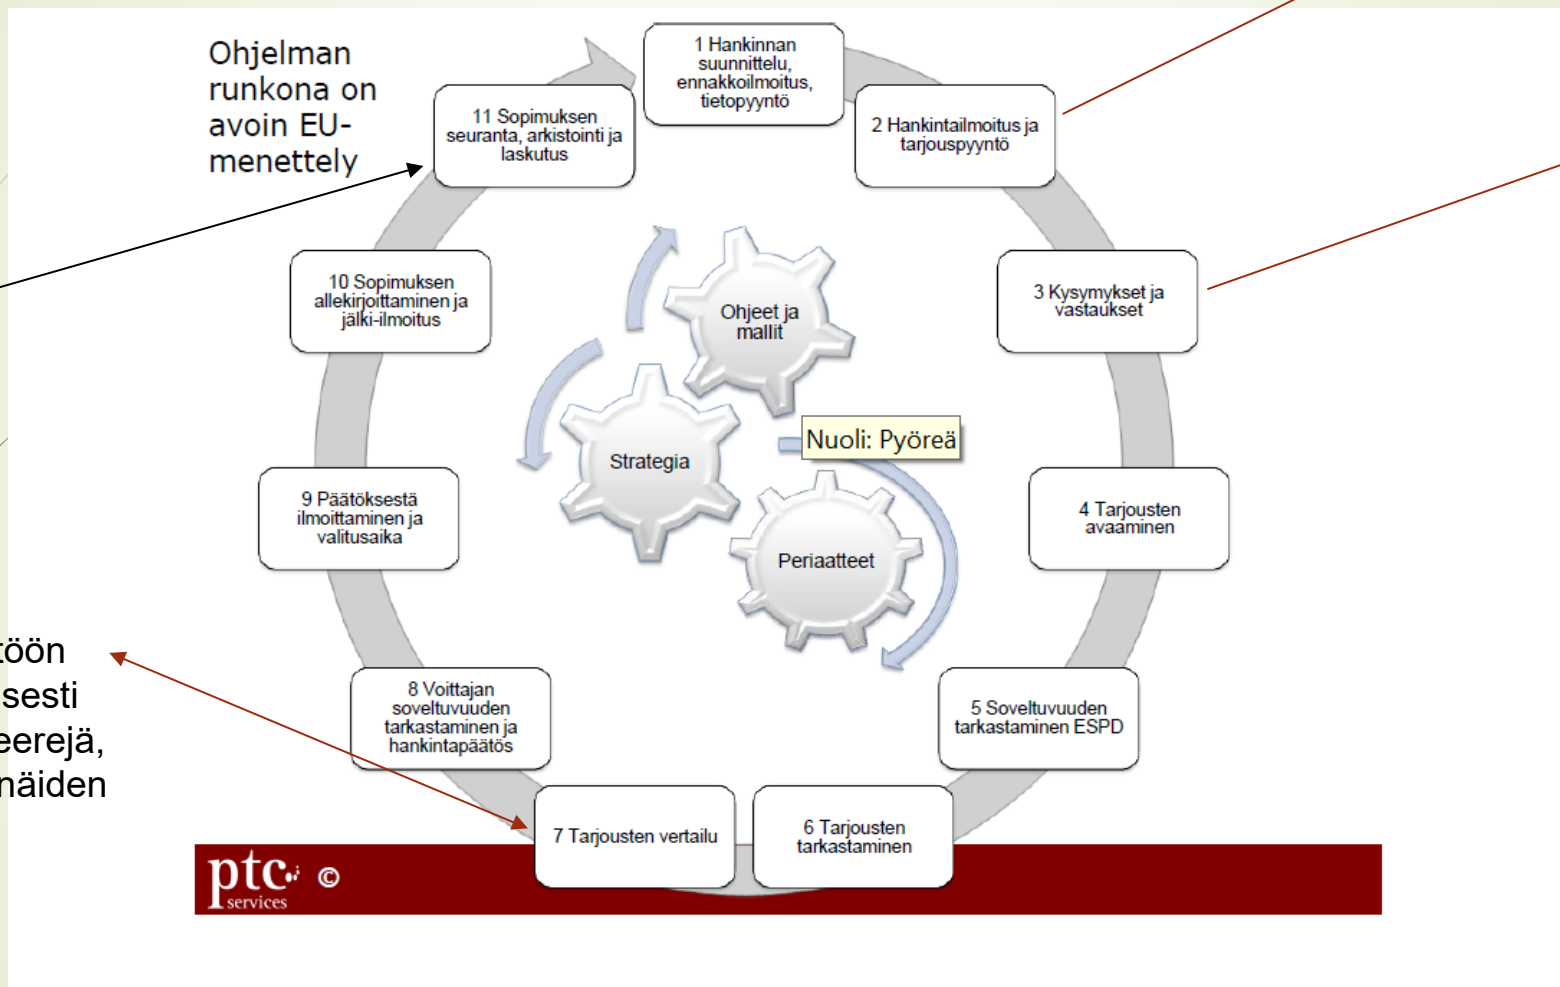 Ohjelman
runkona on
avoin EU-
menettely
1 Hankinnan
suunnittelu,
ennakkoilmoitus,
tietopyyntö
2 Hankintailmoitus ja
tarjouspyyntö
3 Kysymykset ja
vastaukset
4 Tarjousten
avaaminen
5 Soveltuvuuden
tarkastaminen ESPD
6 Tarjousten
tarkastaminen
7 Tarjousten vertailu
8 Voittajan
soveltuvuuden
tarkastaminen ja
hankintapäätös
9 Päätöksestä
ilmoittaminen ja
valitusaika
10 Sopimuksen
allekirjoittaminen ja
jälki-ilmoitus
11 Sopimuksen
seuranta, arkistointi ja
laskutus
Ohjeet ja
mallit
Strategia
Nuoli: Pyöreä
Periaatteet
töön
sesti
eerejä,
näiden
ptc ©
services